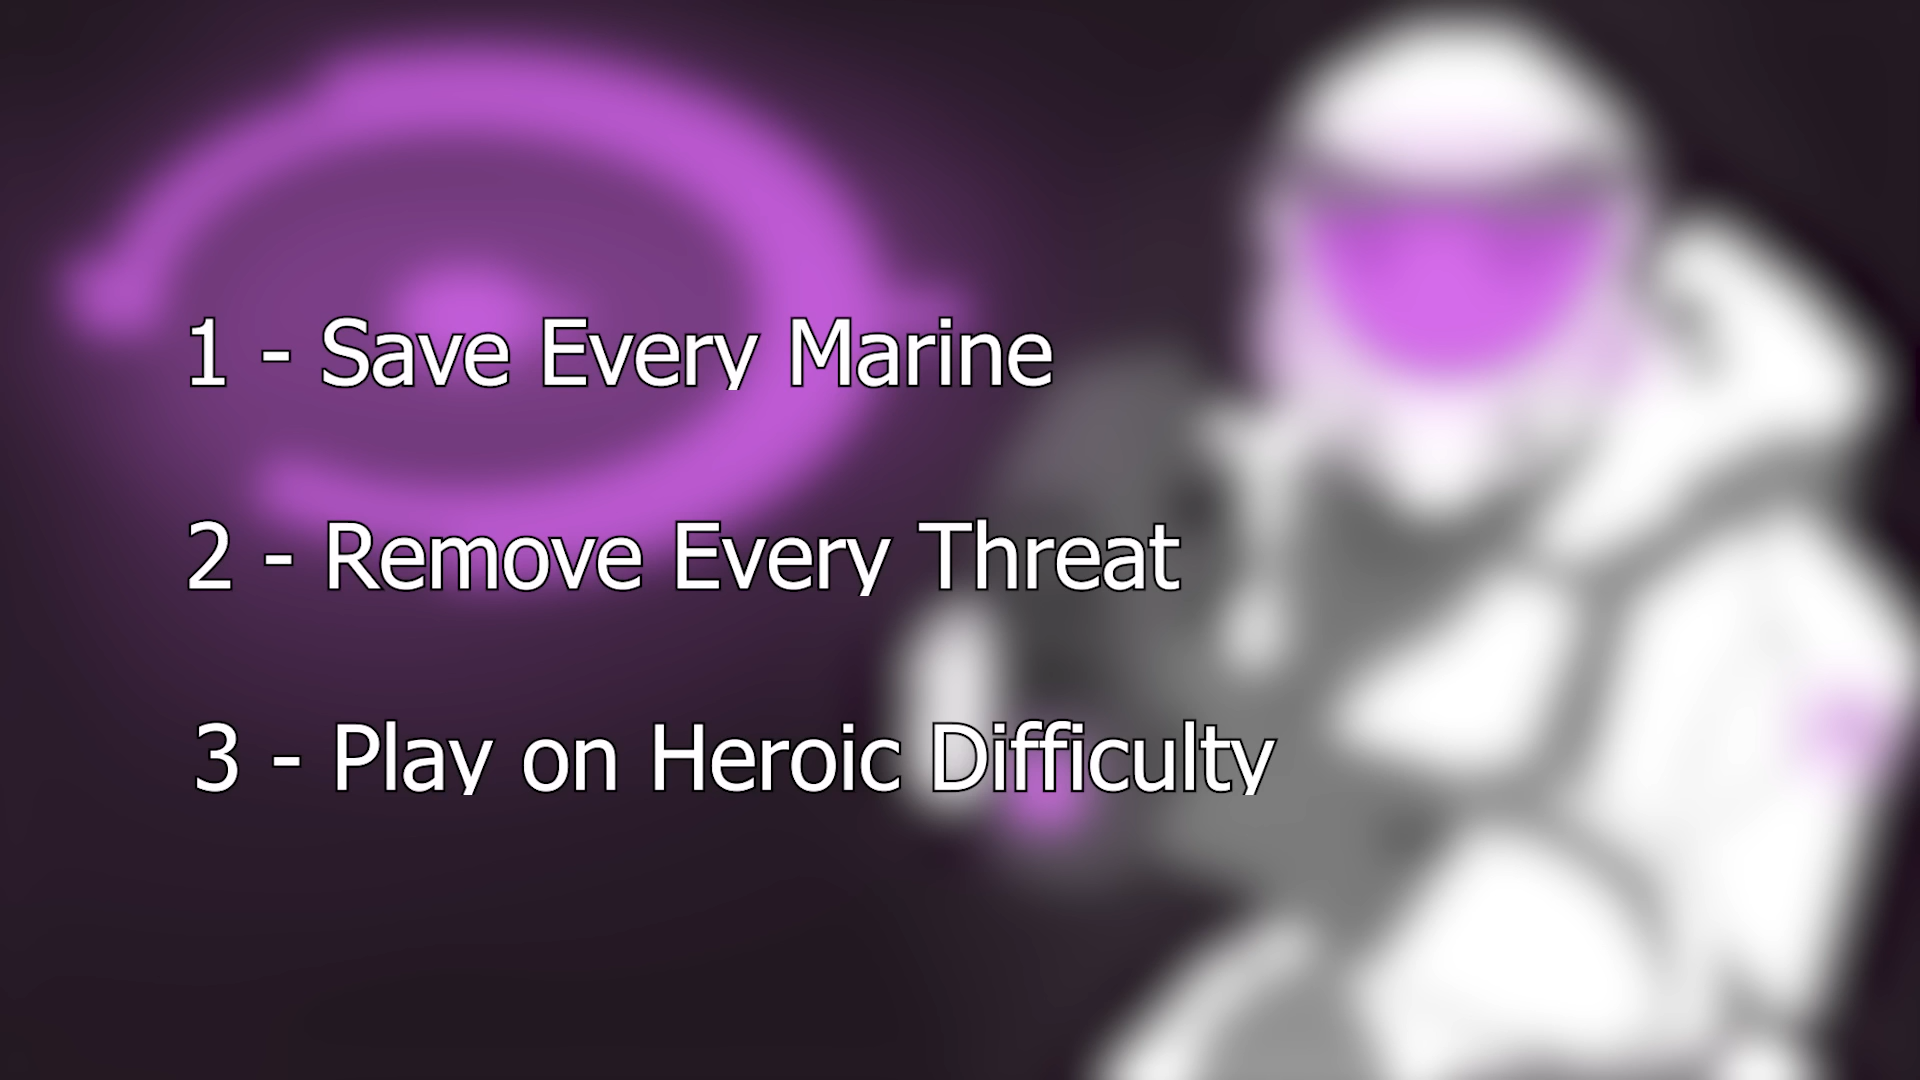 1 - Save Every Marine
2 - Remove Every Threat
3 - Play on Heroic Difficulty